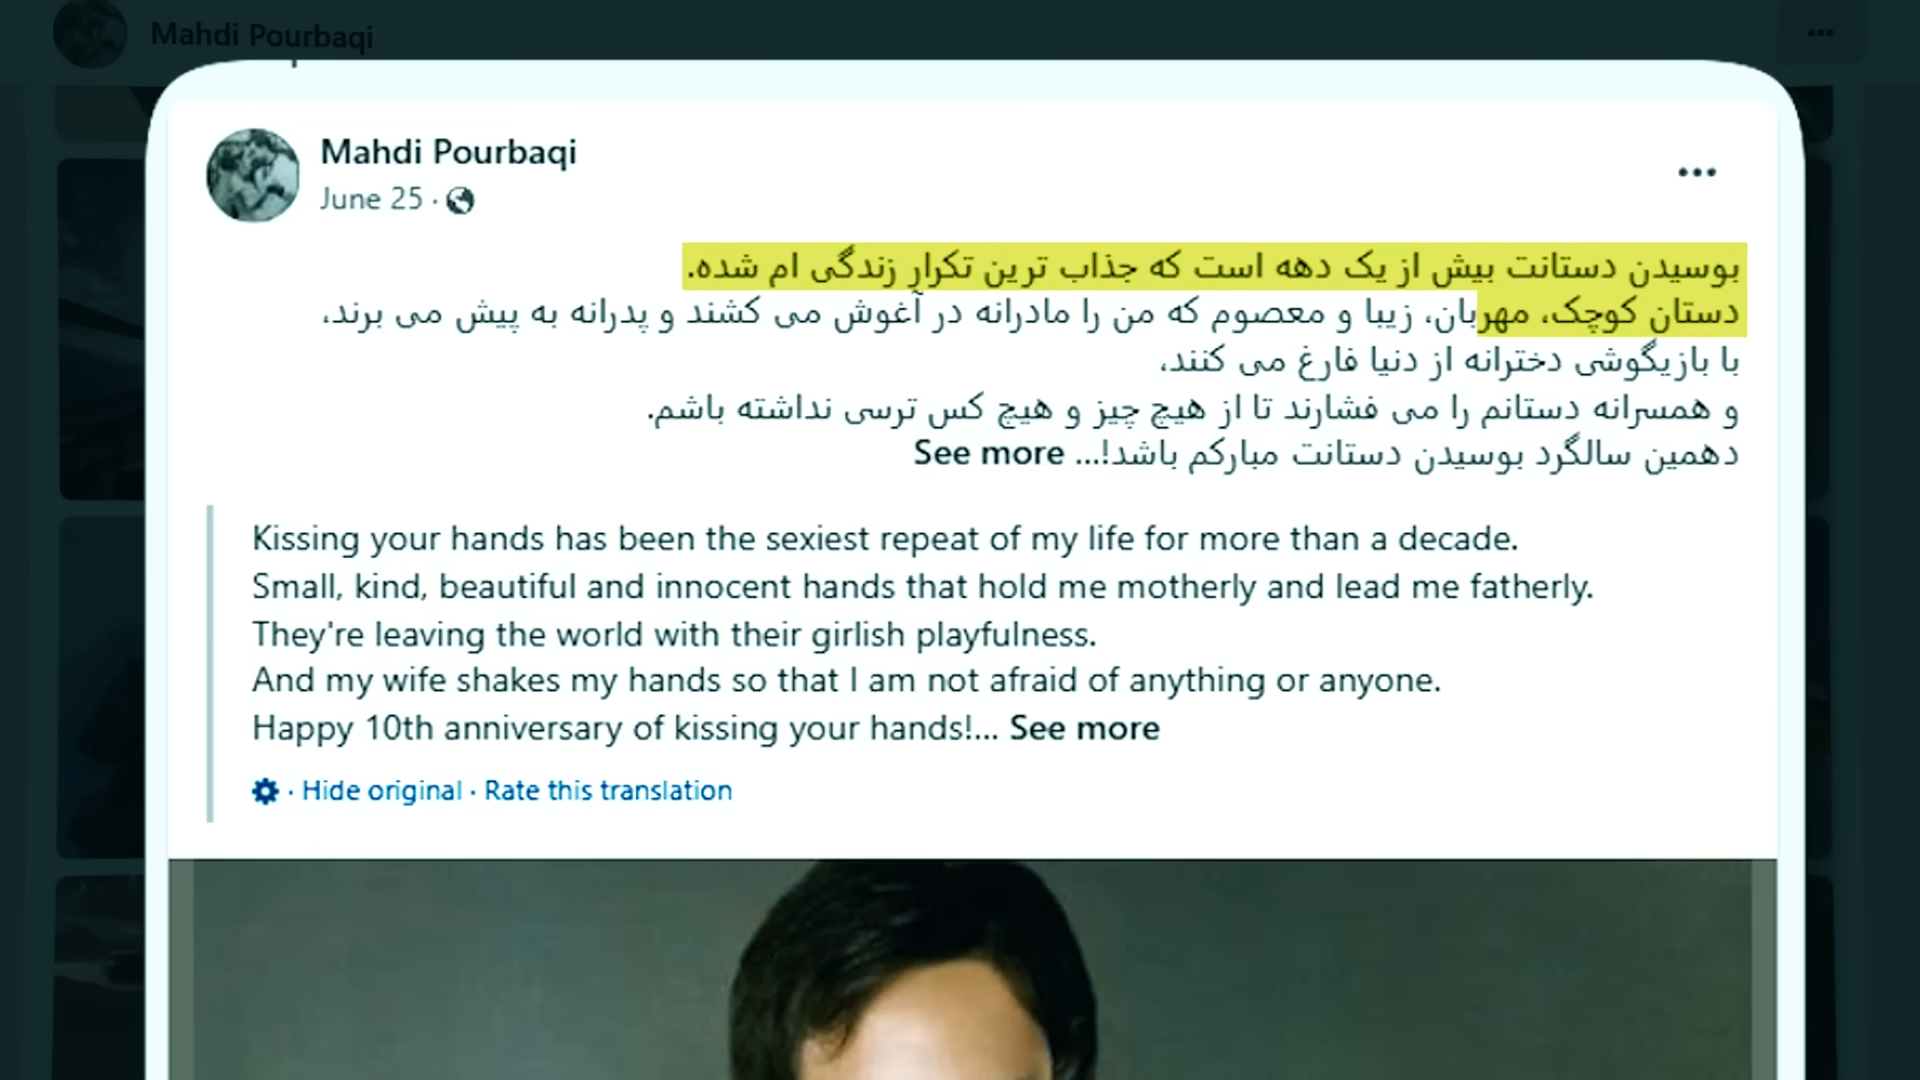 Mahdi Pourbaqi
Mahdi Pourbaqi
June 25 ·
بوسیدن دستانت بیش از یک دهه است که جذاب ترین تکرار زندگی ام شده.
دستان کوچک، مهربان، زیبا و معصوم که من را مادرانه در آغوش می کشند و پدرانه به پیش می برند،
با بازیگوشی دخترانه از دنیا فارغ می کنند،
و همسرانه دستانم را می فشارند تا از هیچ چیز و هیچ کس ترسی نداشته باشم.
دهمین سالگرد بوسیدن دستانت مبارکم باشد!... See more
Kissing your hands has been the sexiest repeat of my life for more than a decade.
Small, kind, beautiful and innocent hands that hold me motherly and lead me fatherly.
They're leaving the world with their girlish playfulness.
And my wife shakes my hands so that I am not afraid of anything or anyone.
Happy 10th anniversary of kissing your hands!... See more
· Hide original · Rate this translation